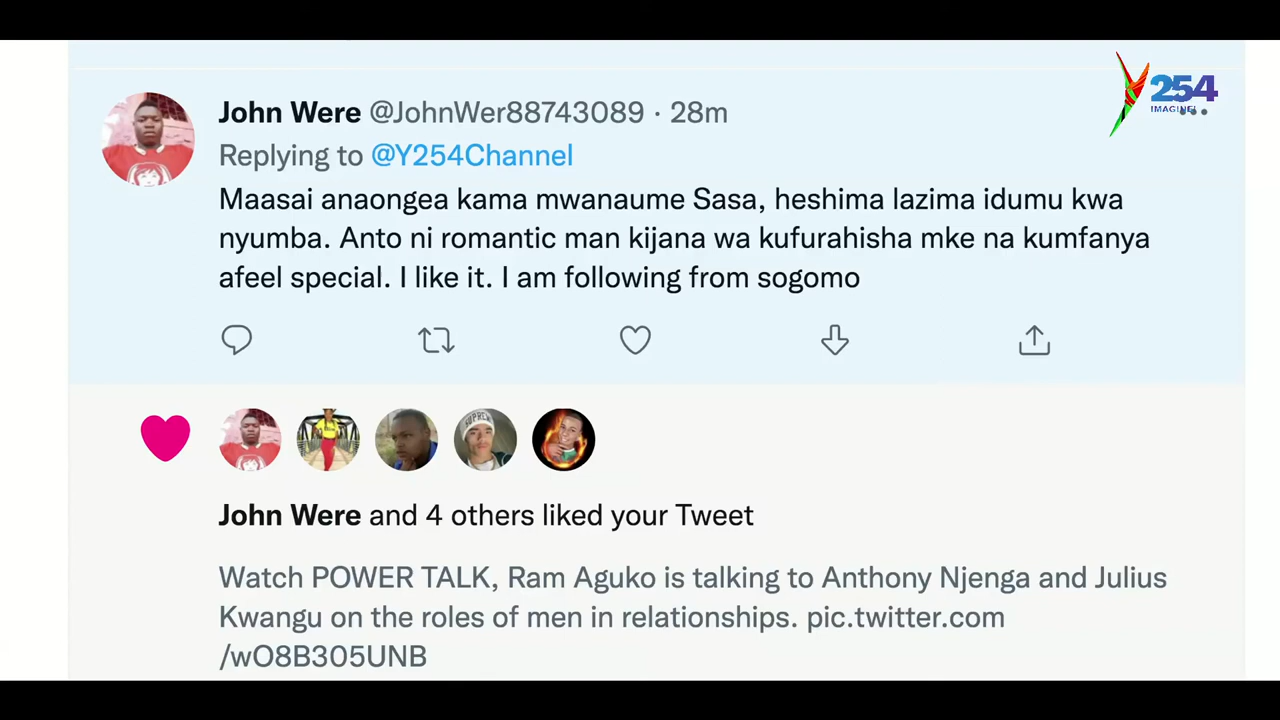 254
IMAGINE!
John Were @JohnWer88743089 · 28m
Replying to @Y254Channel
Maasai anaongea kama mwanaume Sasa, heshima lazima idumu kwa
nyumba. Anto ni romantic man kijana wa kufurahisha mke na kumfanya
afeel special. I like it. I am following from sogomo
SUPREME
John Were and 4 others liked your Tweet
Watch POWER TALK, Ram Aguko is talking to Anthony Njenga and Julius
Kwangu on the roles of men in relationships. pic.twitter.com
/wO8B305UNB